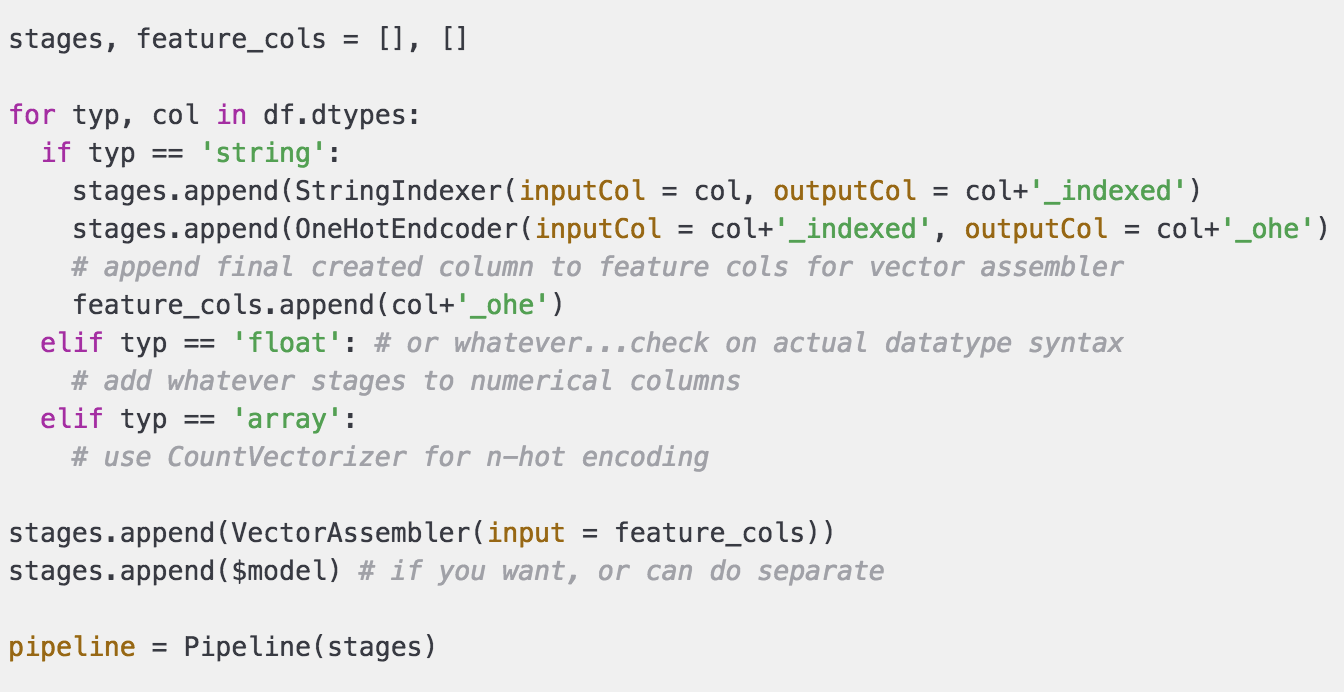 stages, feature_cols = [], []
for typ, col in df.dtypes:
if typ == 'string':
stages.append(StringIndexer(inputCol = col, outputCol = col+'_indexed')
stages.append(OneHotEndcoder(inputCol = col+'_indexed', outputCol = col+'_ohe')
# append final created column to feature cols for vector assembler
feature_cols.append(col+'_ohe')
elif typ == 'float': # or whatever...check on actual datatype syntax
# add whatever stages to numerical columns
elif typ == 'array':
# use CountVectorizer for n-hot encoding
stages.append(VectorAssembler(input = feature_cols))
stages.append($model) # if you want, or can do separate
pipeline = Pipeline(stages)